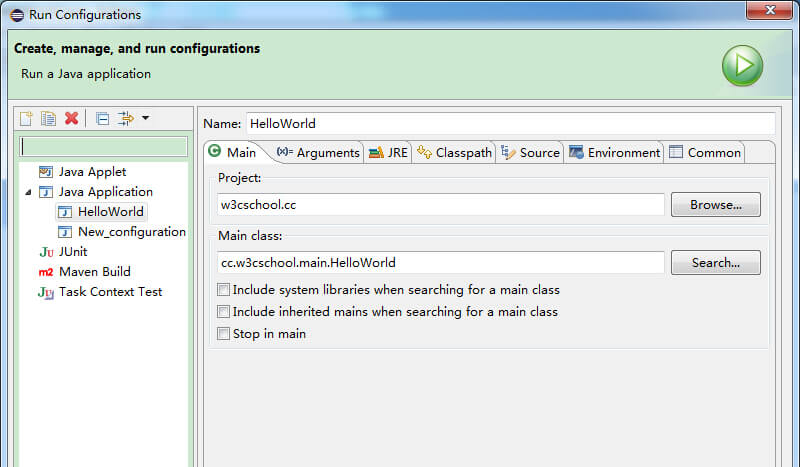 Run Configurations
Create, manage, and run configurations
Run a Java application
Name: HelloWorld
Main (x)= Arguments JRE Classpath Source Environment Common
Java Applet
Java Application
HelloWorld
New_configuration
JUnit
m2 Maven Build
Task Context Test
Project:
w3cschool.cc Browse...
Main class:
cc.w3cschool.main.HelloWorld Search...
Include system libraries when searching for a main class
Include inherited mains when searching for a main class
Stop in main